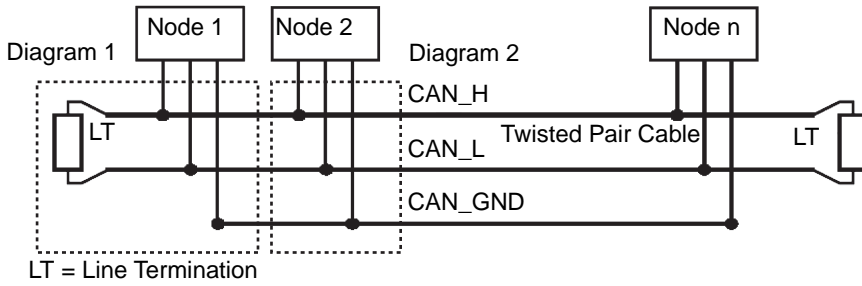 Node 1
Node 2
Node n
Diagram 1
Diagram 2
CAN_H
LT
Twisted Pair Cable
LT
CAN_L
CAN_GND
LT = Line Termination